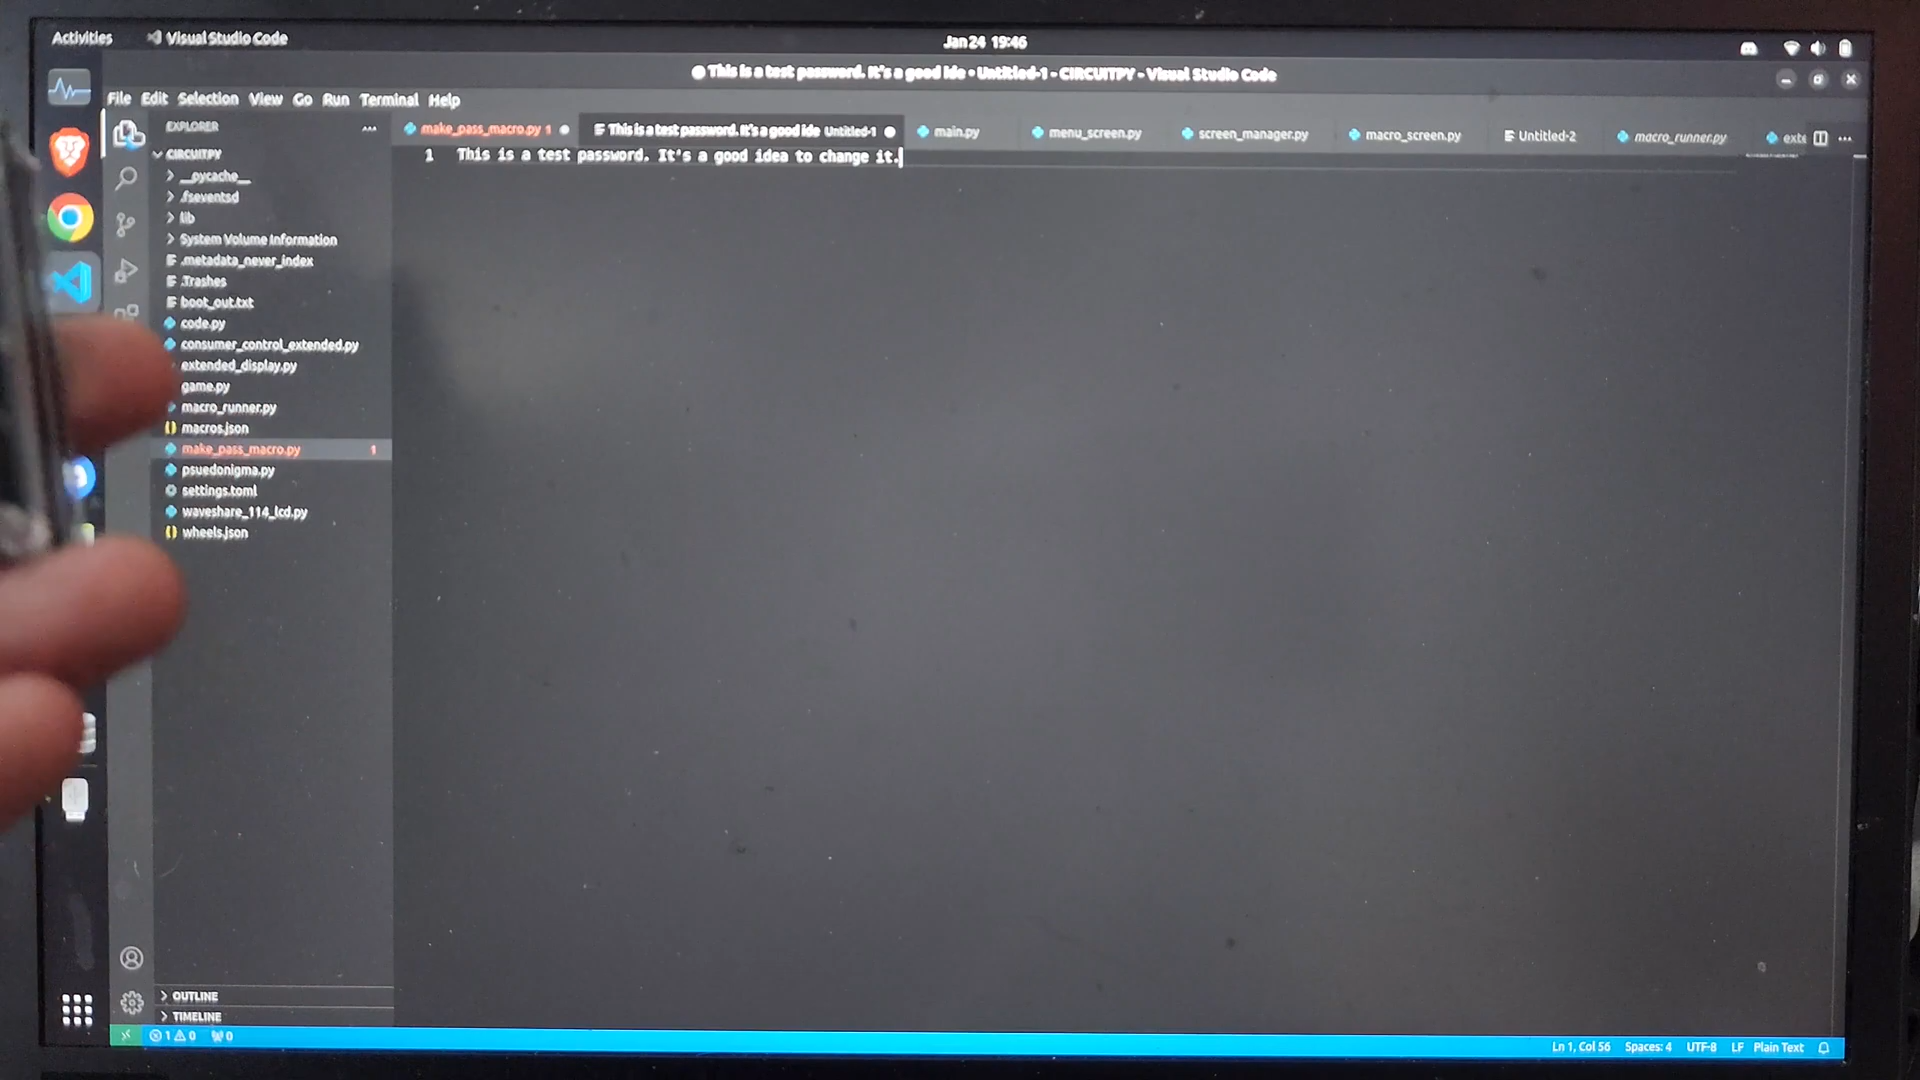 Activities Visual Studio Code Jan 24 19:46
This is a test password. It's a good ide • Untitled-1 - CIRCUITPY - Visual Studio Code
File Edit Selection View Go Run Terminal Help
EXPLORER
make_pass_macro.py 1 This is a test password. It's a good ide Untitled-1 main.py menu_screen.py screen_manager.py macro_screen.py Untitled-2 macro_runner.py exte
CIRCUITPY
1 This is a test password. It's a good idea to change it.
__pycache__
.fseventsd
lib
System Volume Information
.metadata_never_index
.Trashes
boot_out.txt
code.py
consumer_control_extended.py
extended_display.py
game.py
macro_runner.py
macros.json
make_pass_macro.py 1
psuedonigma.py
settings.toml
waveshare_114_lcd.py
wheels.json
OUTLINE
TIMELINE
1 0 0 Ln 1, Col 56 Spaces: 4 UTF-8 LF Plain Text